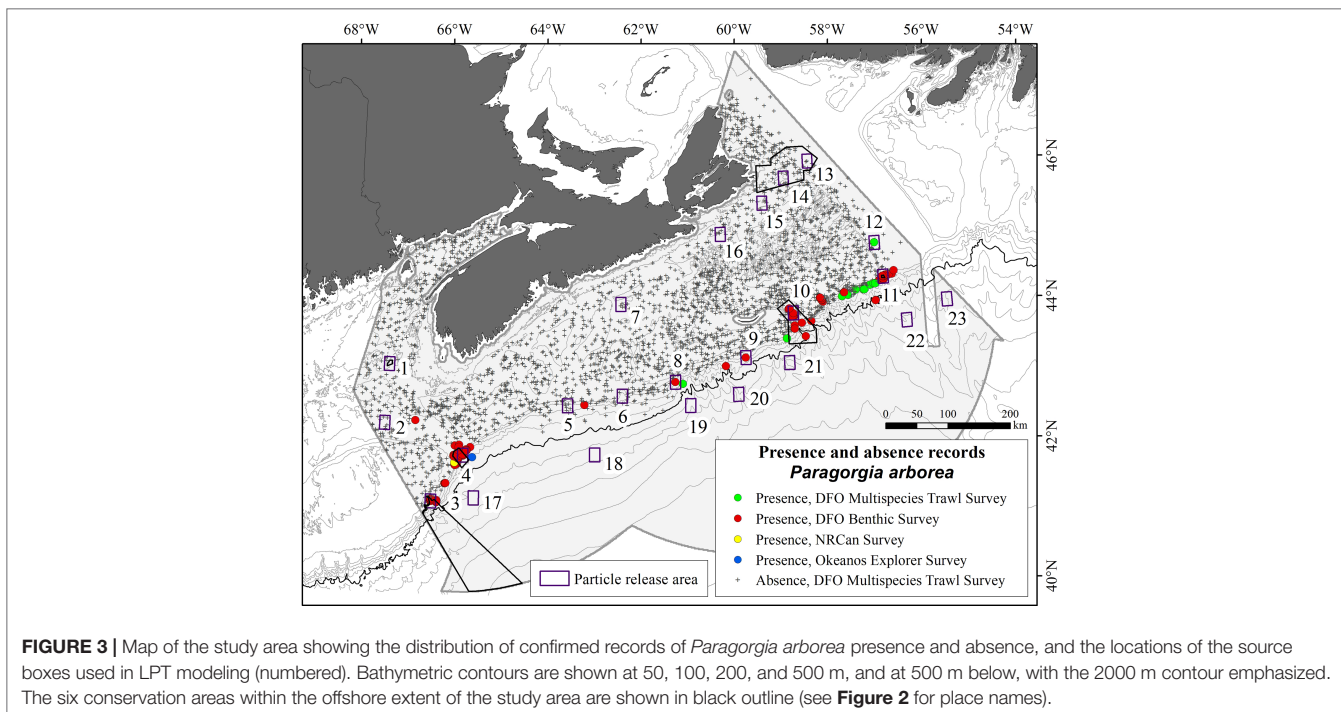 68°W 66°W 64°W 62°W 60°W 58°W 56°W 54°W
46°N
44°N
42°N
40°N
1
2
3
4
5
6
7
8
9
10
11
12
13
14
15
16
17
18
19
20
21
22
23
0 50 100 200
km
Presence and absence records
Paragorgia arborea
Presence, DFO Multispecies Trawl Survey
Presence, DFO Benthic Survey
Presence, NRCan Survey
Presence, Okeanos Explorer Survey
Absence, DFO Multispecies Trawl Survey
Particle release area
FIGURE 3 | Map of the study area showing the distribution of confirmed records of Paragorgia arborea presence and absence, and the locations of the source
boxes used in LPT modeling (numbered). Bathymetric contours are shown at 50, 100, 200, and 500 m, and at 500 m below, with the 2000 m contour emphasized.
The six conservation areas within the offshore extent of the study area are shown in black outline (see Figure 2 for place names).